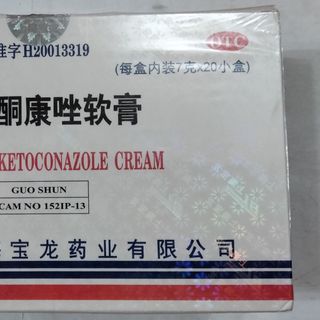 准字H20013319
OTC
(每盒内装7克x20小盒)
酮康唑软膏
KETOCONAZOLE CREAM
GUO SHUN
CAM NO 152IP-13
宝龙药业有限公司